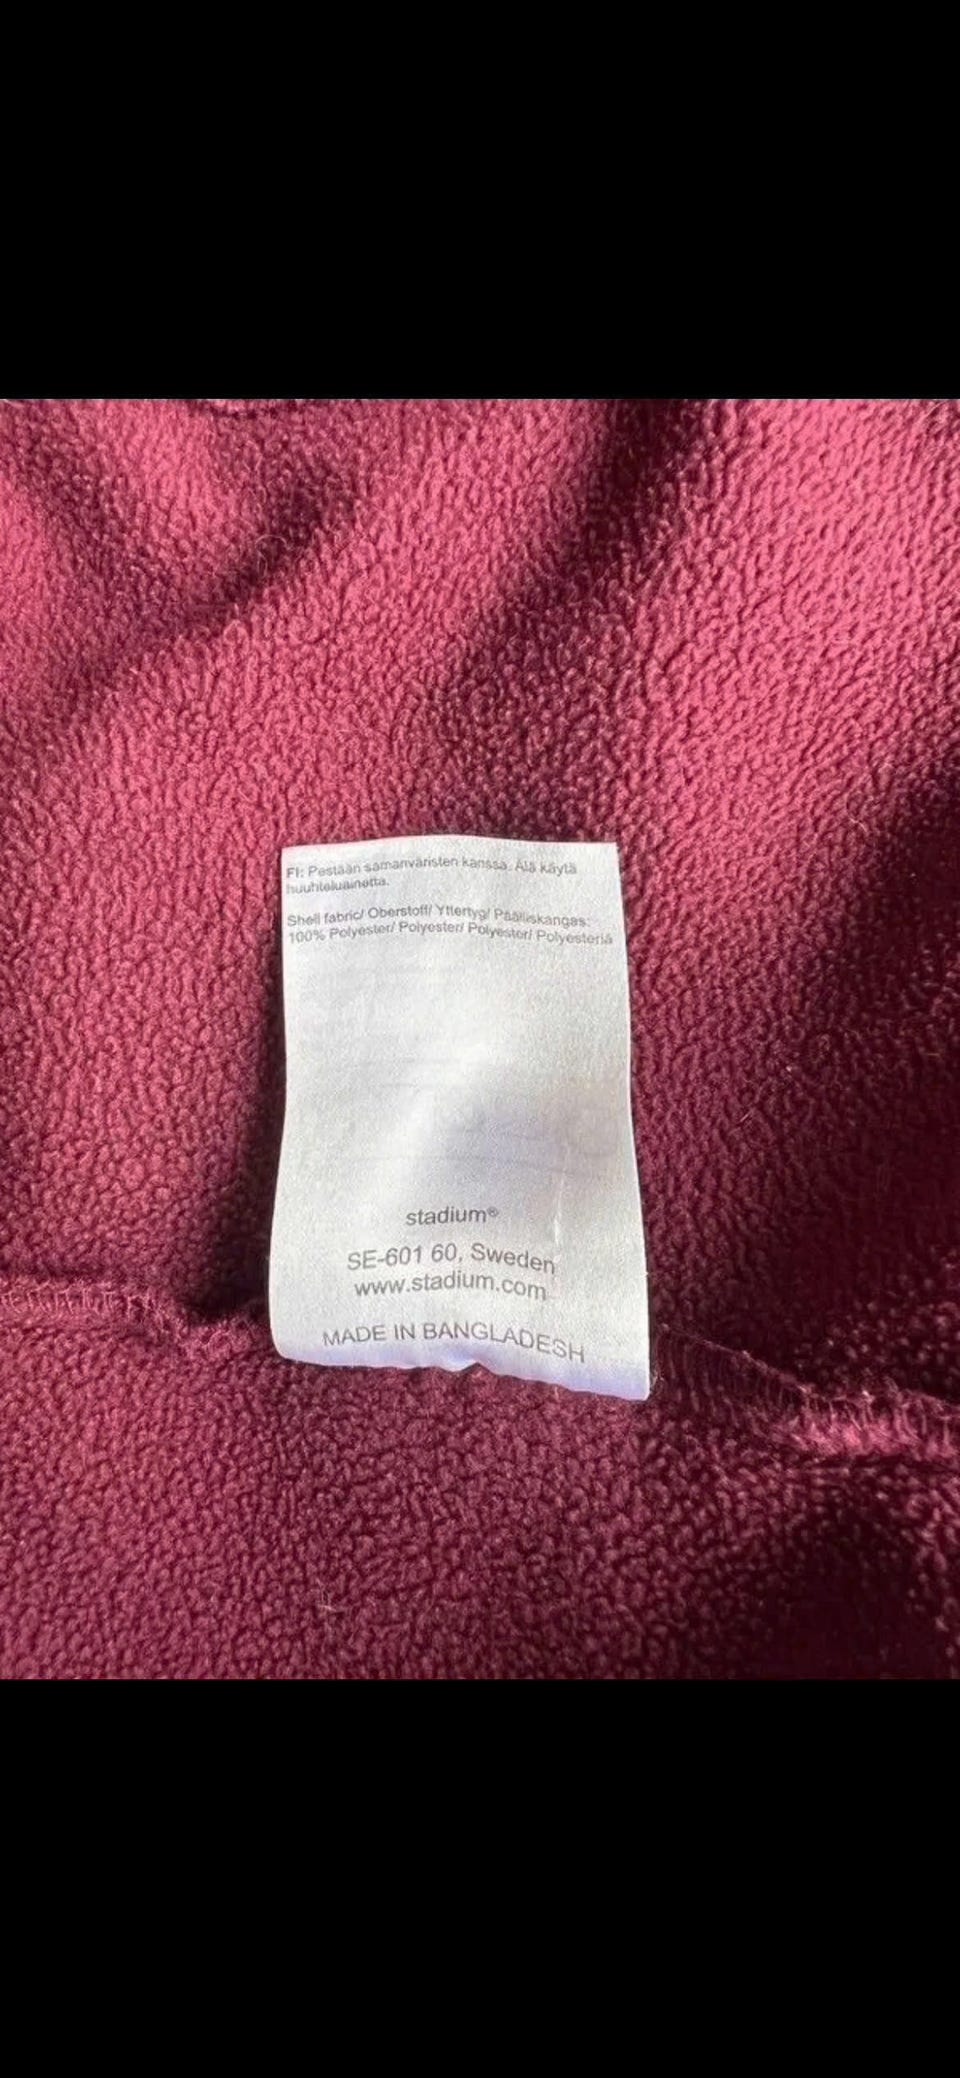 FI: Pestään samanväristen kanssa. Älä käytä
huuhteluainetta.
Shell fabric/ Oberstoff/ Yttertyg/ Päälliskangas:
100% Polyester/ Polyester/ Polyester/ Polyesteriä
stadium®
SE-601 60, Sweden
www.stadium.com
MADE IN BANGLADESH